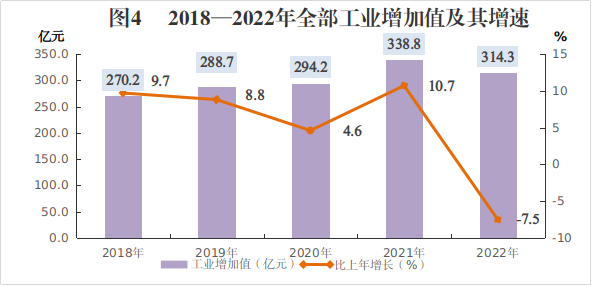 图4 2018—2022年全部工业增加值及其增速
亿元 %
350.0 300.0 250.0 200.0 150.0 100.0 50.0 0.0
270.2 288.7 294.2 338.8 314.3
9.7 8.8 4.6 10.7 -7.5
15 10 5 0 -5 -10
2018年 2019年 2020年 2021年 2022年
工业增加值（亿元） 比上年增长（%）